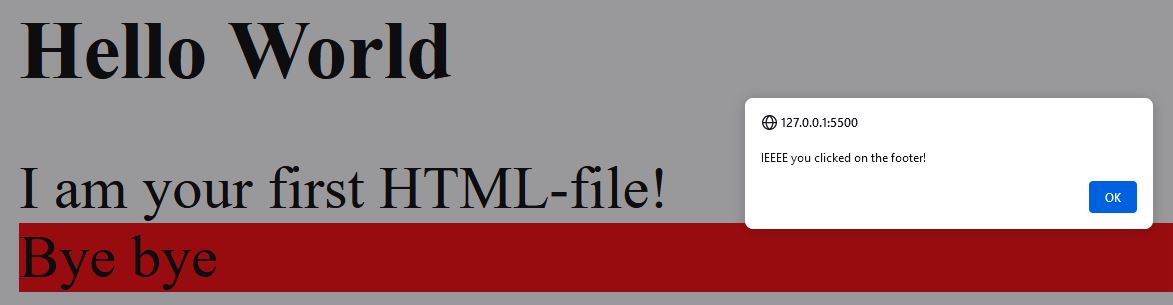 Hello World
127.0.0.1:5500
IEEEE you clicked on the footer!
OK
I am your first HTML-file!
Bye bye